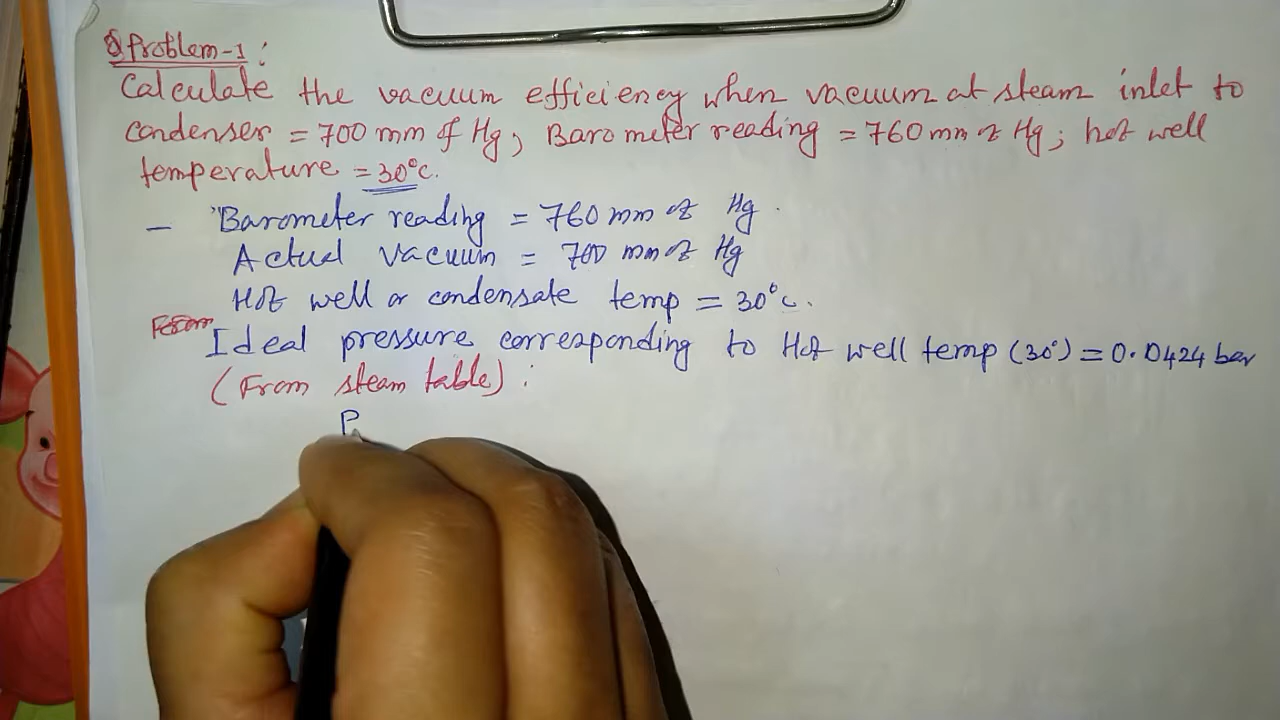 Problem-1:
Calculate the vacuum efficiency when vacuum at steam inlet to
condenser = 700 mm of Hg, Barometer reading = 760 mm of Hg; hot well
temperature = 30°c.
— Barometer reading = 760 mm of Hg.
Actual vacuum = 700 mm of Hg
Hot well or condensate temp = 30°c.
Ideal pressure corresponding to Hot well temp (30°) = 0.0424 bar
(From steam table):
P